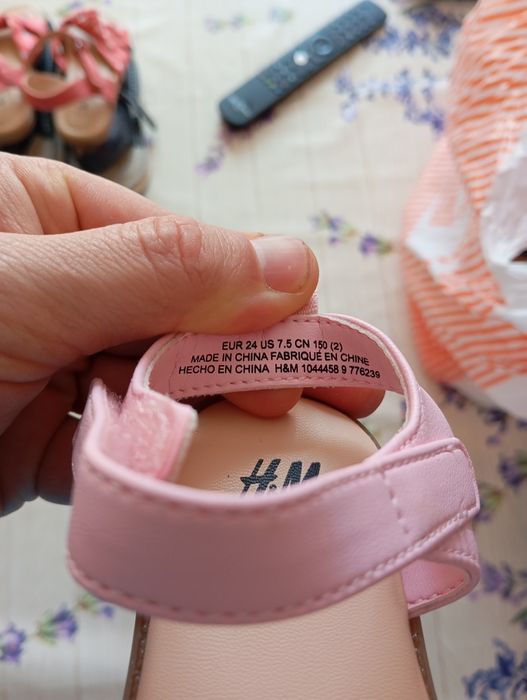 EUR 24 US 7.5 CN 150 (2)
MADE IN CHINA FABRIQUÉ EN CHINE
HECHO EN CHINA H&M 1044458 9 776239
H&M